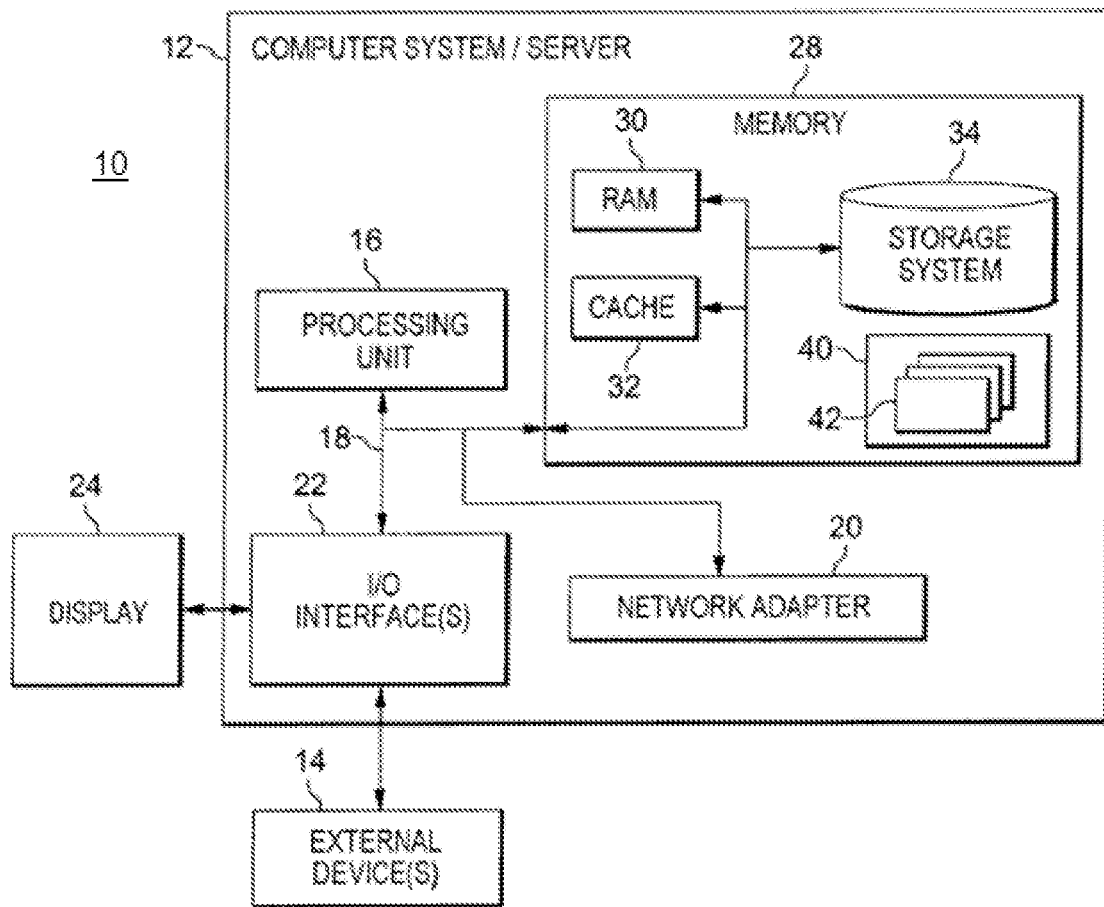 12
COMPUTER SYSTEM / SERVER
28
MEMORY
10
30
RAM
34
STORAGE
SYSTEM
16
PROCESSING
UNIT
CACHE
32
40
42
18
24
22
20
DISPLAY
I/O
INTERFACE(S)
NETWORK ADAPTER
14
EXTERNAL
DEVICE(S)